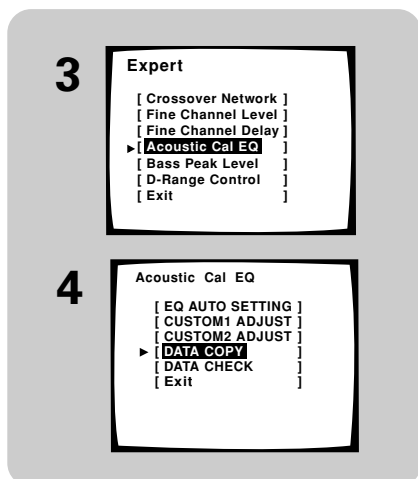 3
Expert
[ Crossover Network ]
[ Fine Channel Level ]
[ Fine Channel Delay ]
►[ Acoustic Cal EQ ]
[ Bass Peak Level ]
[ D-Range Control ]
[ Exit ]
4
Acoustic Cal EQ
[ EQ AUTO SETTING ]
[ CUSTOM1 ADJUST ]
[ CUSTOM2 ADJUST ]
► [ DATA COPY ]
[ DATA CHECK ]
[ Exit ]